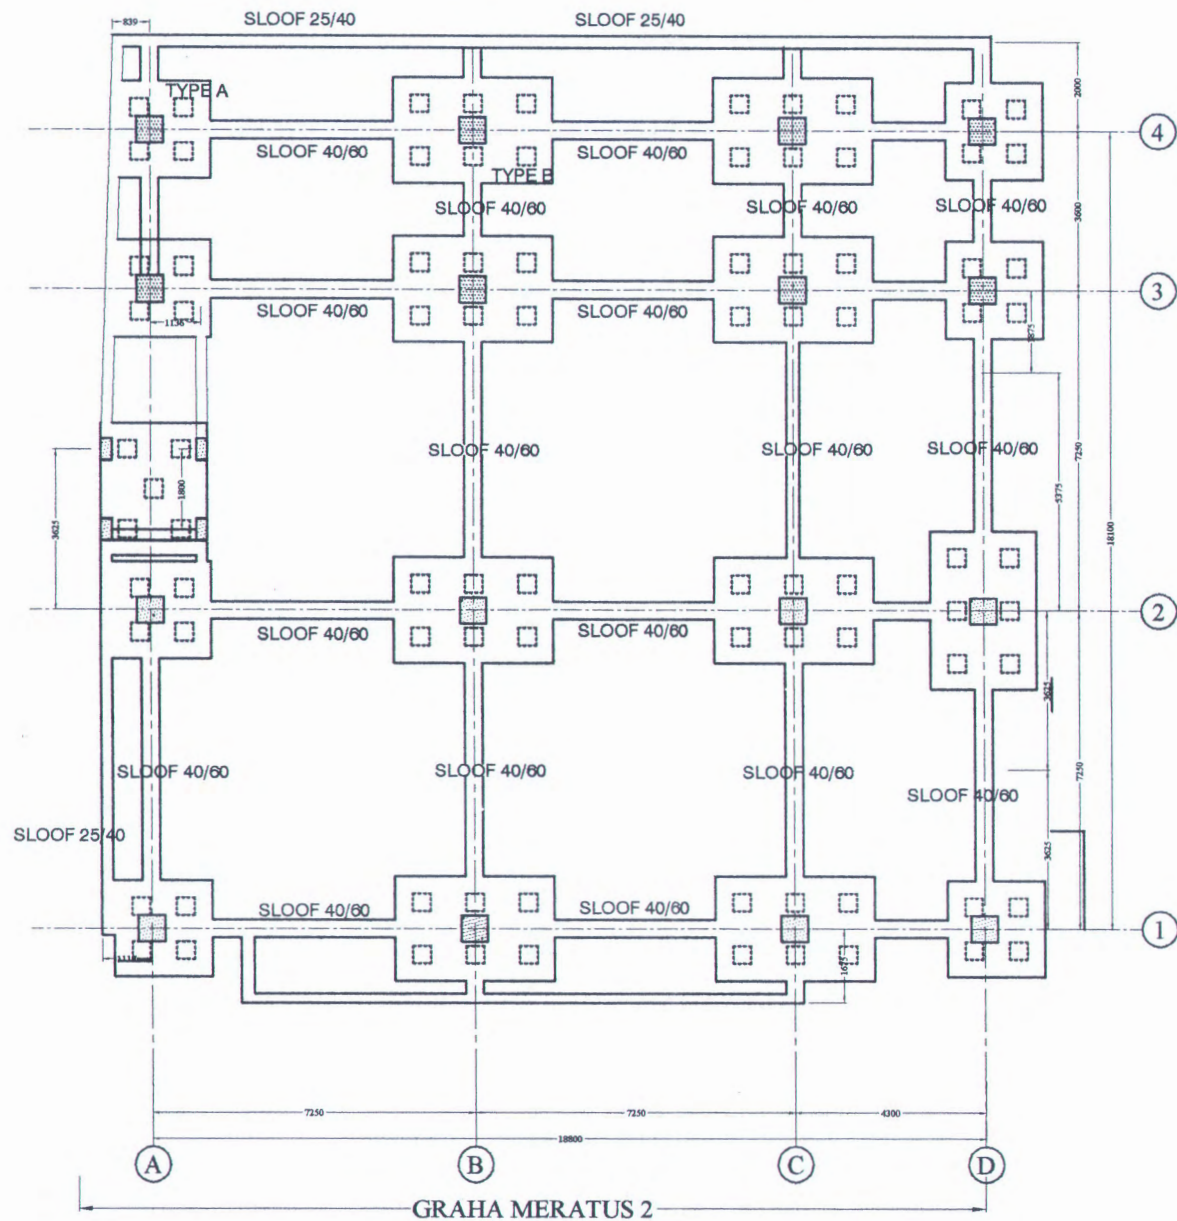 839
SLOOF 25/40 SLOOF 25/40
TYPE A
2000
4
SLOOF 40/60 SLOOF 40/60
TYPE B
SLOOF 40/60 SLOOF 40/60 SLOOF 40/60
3600
3
SLOOF 40/60 SLOOF 40/60
1136
1875
SLOOF 40/60 SLOOF 40/60 SLOOF 40/60
7250
1800
5375
3625
18100
2
SLOOF 40/60 SLOOF 40/60
3625
SLOOF 40/60 SLOOF 40/60 SLOOF 40/60
SLOOF 40/60
7250
SLOOF 25/40
3625
SLOOF 40/60 SLOOF 40/60
1
1675
7250 7250 4300
18800
A B C D
GRAHA MERATUS 2